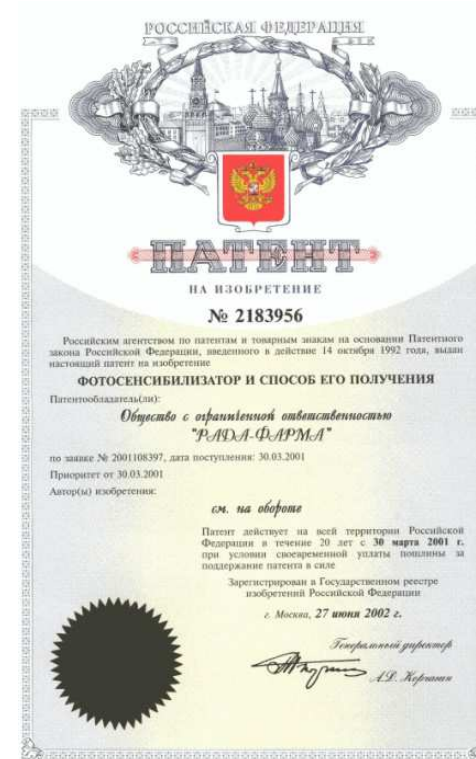 РОССИЙСКАЯ ФЕДЕРАЦИЯ
ПАТЕНТ
НА ИЗОБРЕТЕНИЕ
№ 2183956
Российским агентством по патентам и товарным знакам на основании Патентного
закона Российской Федерации, введенного в действие 14 октября 1992 года, выдан
настоящий патент на изобретение
ФОТОСЕНСИБИЛИЗАТОР И СПОСОБ ЕГО ПОЛУЧЕНИЯ
Патентообладатель(ли):
Общество с ограниченной ответственностью
"РАДА-ФАРМА"
по заявке № 2001108397, дата поступления: 30.03.2001
Приоритет от 30.03.2001
Автор(ы) изобретения:
см. на обороте
Патент действует на всей территории Российской
Федерации в течение 20 лет с 30 марта 2001 г.
при условии своевременной уплаты пошлины за
поддержание патента в силе
Зарегистрирован в Государственном реестре
изобретений Российской Федерации
г. Москва, 27 июня 2002 г.
Генеральный директор
А.Д. Корчагин